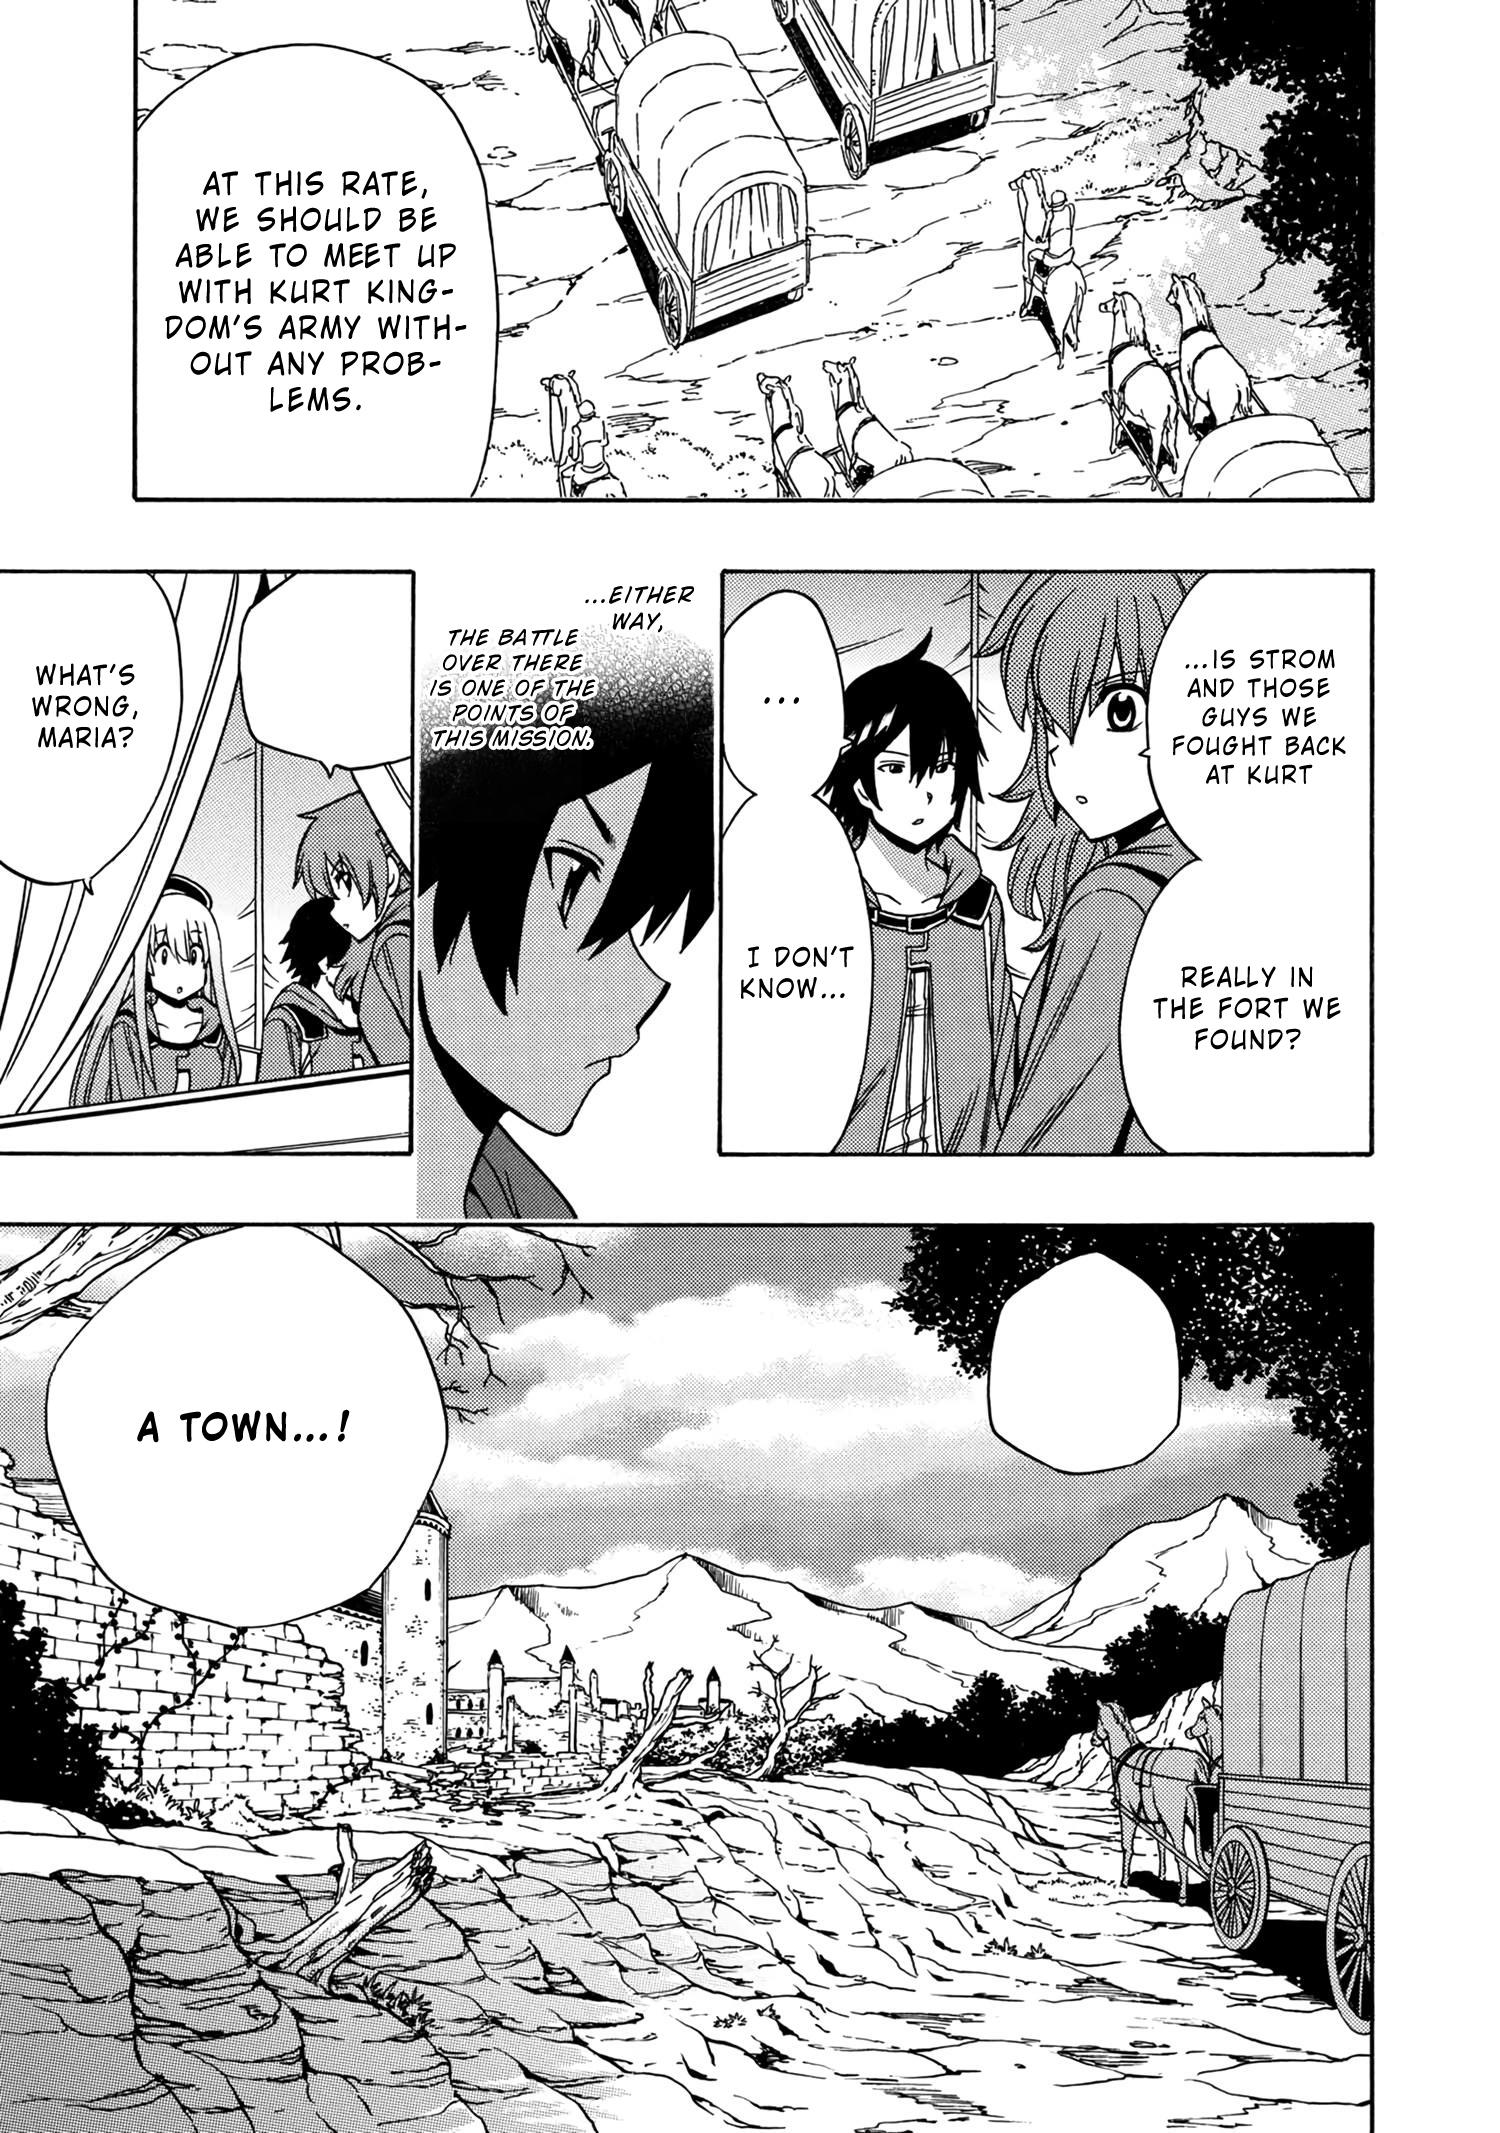 AT THIS RATE,
WE SHOULD BE
ABLE TO MEET UP
WITH KURT KING-
DOM'S ARMY WITH-
OUT ANY PROB-
LEMS.
...IS STROM
AND THOSE
GUYS WE
FOUGHT BACK
AT KURT
REALLY IN
THE FORT WE
FOUND?
...
I DON'T
KNOW...
...EITHER
WAY,
THE BATTLE
OVER THERE
IS ONE OF THE
POINTS OF
THIS MISSION.
WHAT'S
WRONG,
MARIA?
A TOWN...!